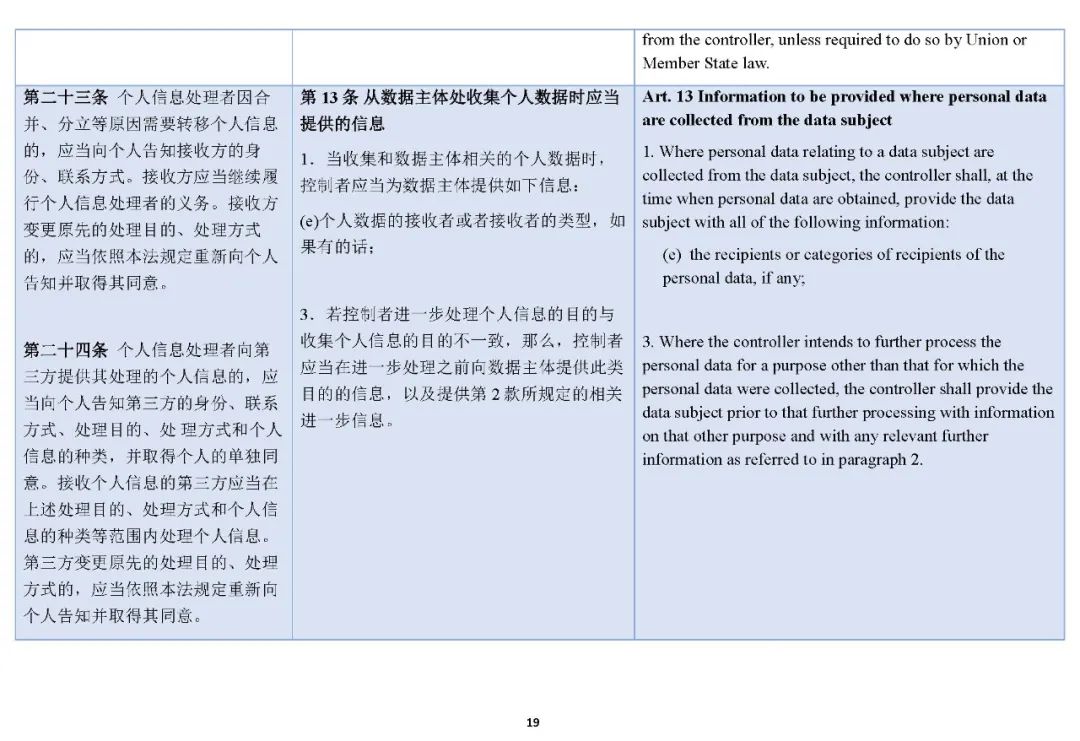 from the controller, unless required to do so by Union or
Member State law.
第二十三条 个人信息处理者因合
并、分立等原因需要转移个人信息
的，应当向个人告知接收方的身
份、联系方式。接收方应当继续履
行个人信息处理者的义务。接收方
变更原先的处理目的、处理方式
的，应当依照本法规定重新向个人
告知并取得其同意。
第二十四条 个人信息处理者向第
三方提供其处理的个人信息的，应
当向个人告知第三方的身份、联系
方式、处理目的、处 理方式和个人
信息的种类，并取得个人的单独同
意。接收个人信息的第三方应当在
上述处理目的、处理方式和个人信
息的种类等范围内处理个人信息。
第三方变更原先的处理目的、处理
方式的，应当依照本法规定重新向
个人告知并取得其同意。
第 13 条 从数据主体处收集个人数据时应当
提供的信息
1．当收集和数据主体相关的个人数据时，
控制者应当为数据主体提供如下信息：
(e)个人数据的接收者或者接收者的类型，如
果有的话；
3．若控制者进一步处理个人信息的目的与
收集个人信息的目的不一致，那么，控制者
应当在进一步处理之前向数据主体提供此类
目的的信息，以及提供第 2 款所规定的相关
进一步信息。
Art. 13 Information to be provided where personal data
are collected from the data subject
1. Where personal data relating to a data subject are
collected from the data subject, the controller shall, at the
time when personal data are obtained, provide the data
subject with all of the following information:
(e) the recipients or categories of recipients of the
personal data, if any;
3. Where the controller intends to further process the
personal data for a purpose other than that for which the
personal data were collected, the controller shall provide the
data subject prior to that further processing with information
on that other purpose and with any relevant further
information as referred to in paragraph 2.
19